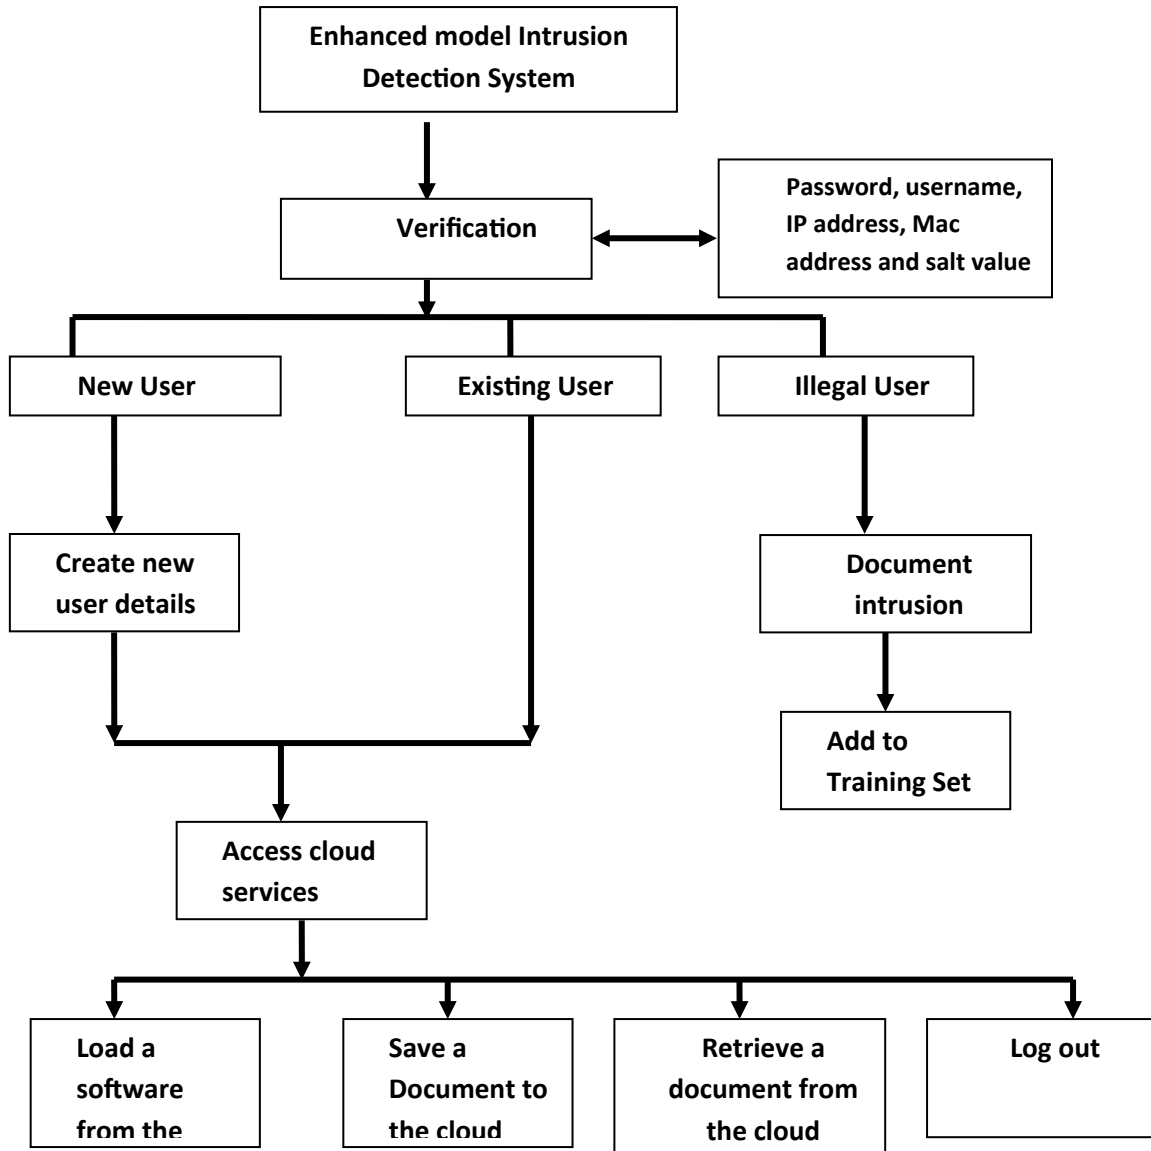 Enhanced model Intrusion
Detection System
Verification
Password, username,
IP address, Mac
address and salt value
New User
Existing User
Illegal User
Create new
user details
Document
intrusion
Add to
Training Set
Access cloud
services
Load a
software
from the
Save a
Document to
the cloud
Retrieve a
document from
the cloud
Log out